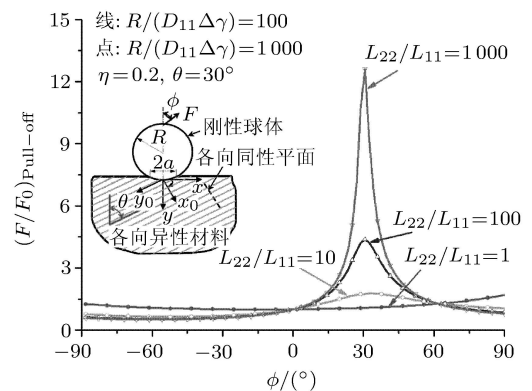 线: R/(D₁₁Δγ)=100
点: R/(D₁₁Δγ)=1 000
η=0.2, θ=30°
L₂₂/L₁₁=1 000
ϕ
F
R
刚性球体
2a
各向同性平面
x
θ
y₀
x₀
y
各向异性材料
L₂₂/L₁₁=100
L₂₂/L₁₁=10
L₂₂/L₁₁=1
(F/F₀)Pull-off
15
12
9
6
3
0
−90
−60
−30
0
30
60
90
ϕ/(°)